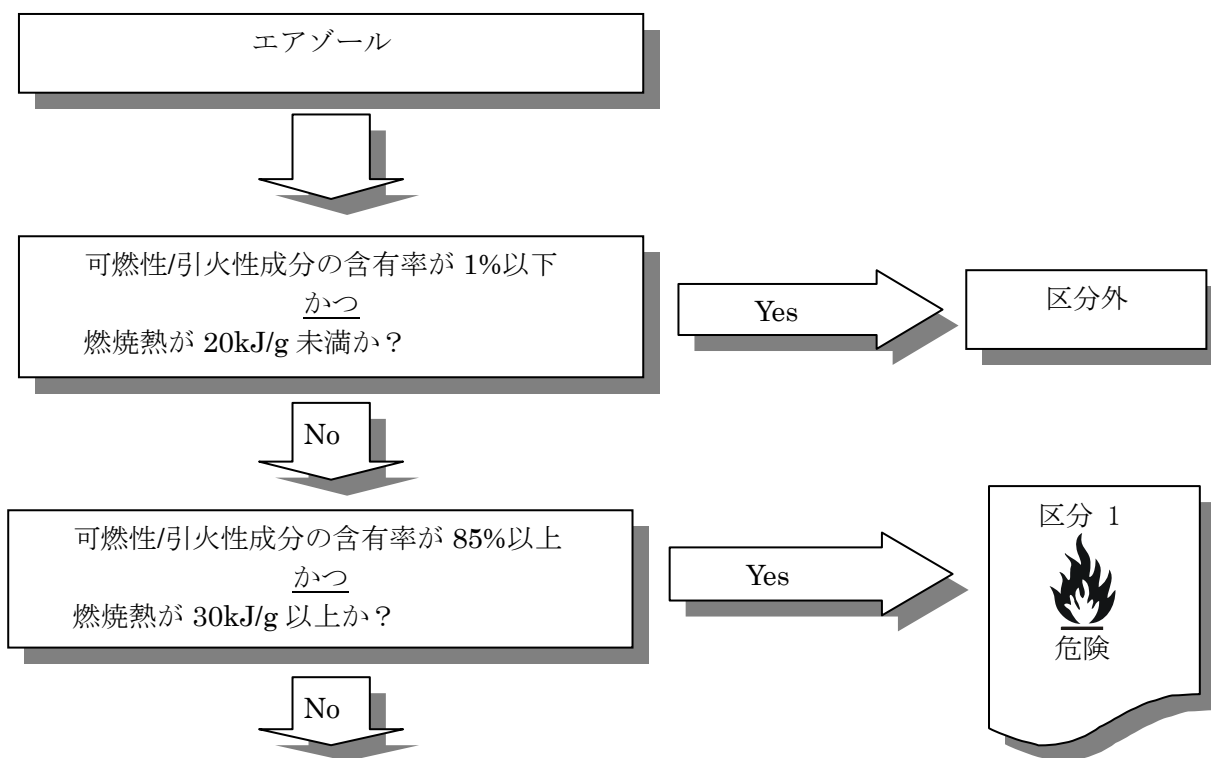 エアゾール
可燃性/引火性成分の含有率が 1%以下
かつ
燃焼熱が 20kJ/g 未満か？
Yes
区分外
No
可燃性/引火性成分の含有率が 85%以上
かつ
燃焼熱が 30kJ/g 以上か？
Yes
区分 1
危険
No